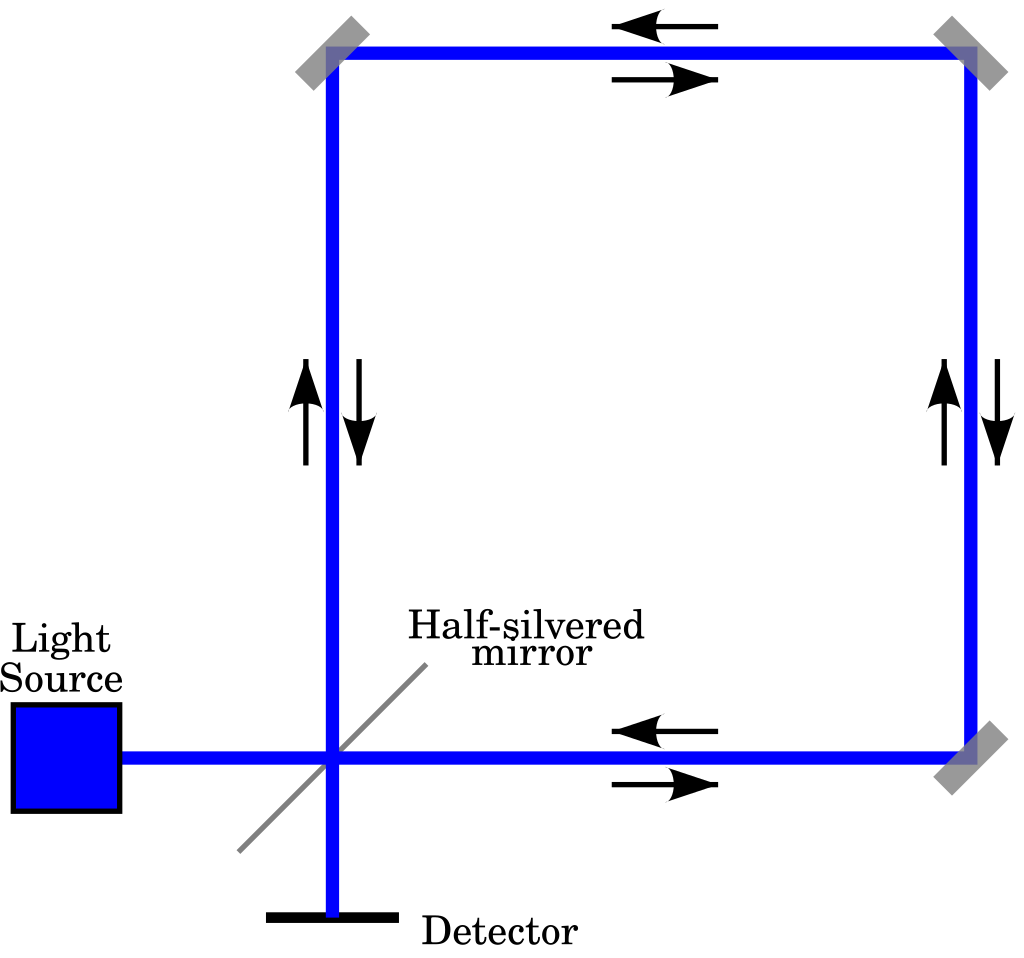 Half-silvered
mirror
Light
Source
Detector